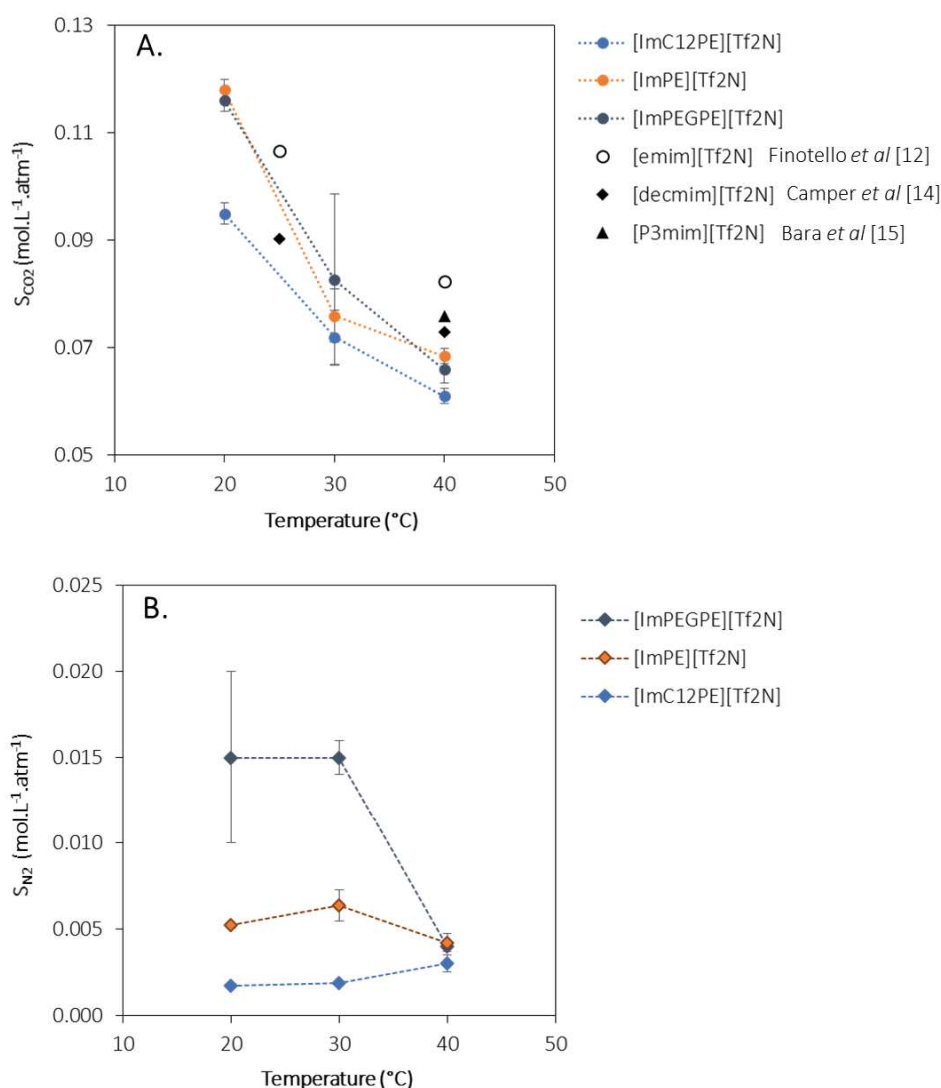 A.
0.13
0.11
0.09
0.07
0.05
S_CO2 (mol.L⁻¹.atm⁻¹)
10 20 30 40 50
Temperature (°C)
[ImC12PE][Tf2N]
[ImPE][Tf2N]
[ImPEGPE][Tf2N]
[emim][Tf2N] Finotello et al [12]
[decmim][Tf2N] Camper et al [14]
[P3mim][Tf2N] Bara et al [15]
B.
0.025
0.020
0.015
0.010
0.005
0.000
S_N2 (mol.L⁻¹.atm⁻¹)
10 20 30 40 50
Temperature (°C)
[ImPEGPE][Tf2N]
[ImPE][Tf2N]
[ImC12PE][Tf2N]